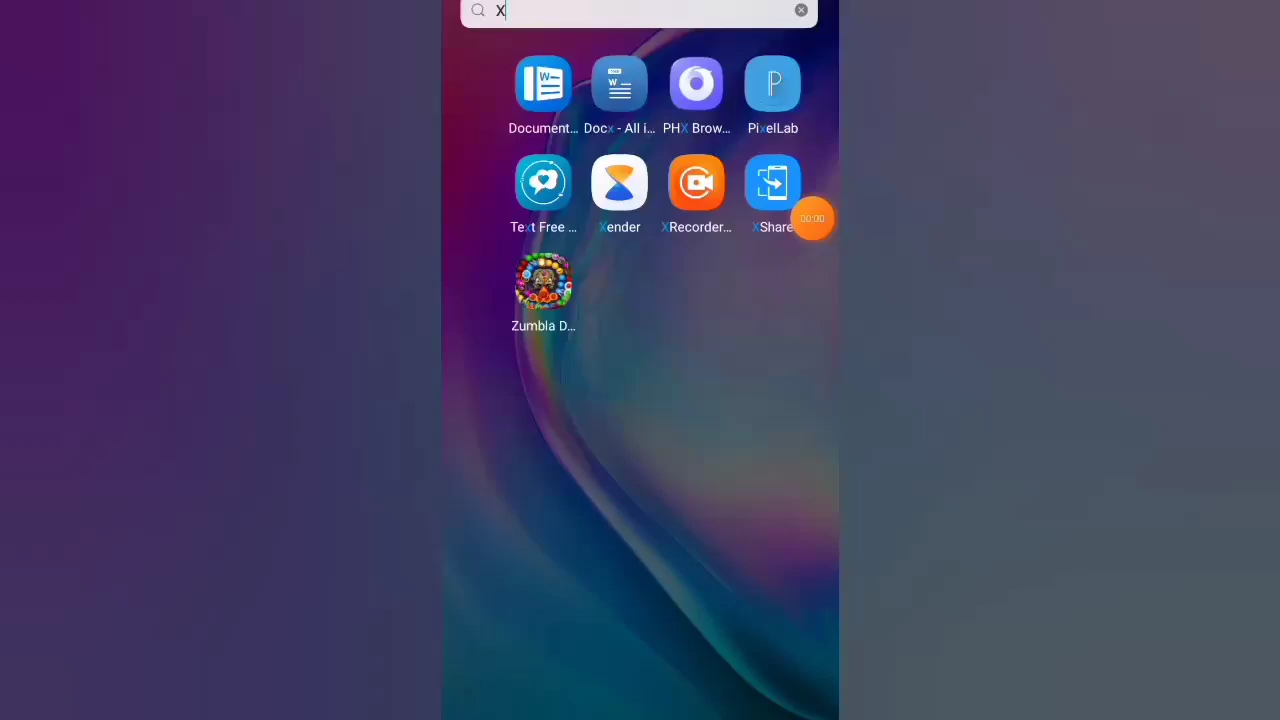 X
Document... Docx - All i... PHX Brow... PixelLab
Text Free ... Xender XRecorder... XShare
Zumbla D...
00:00